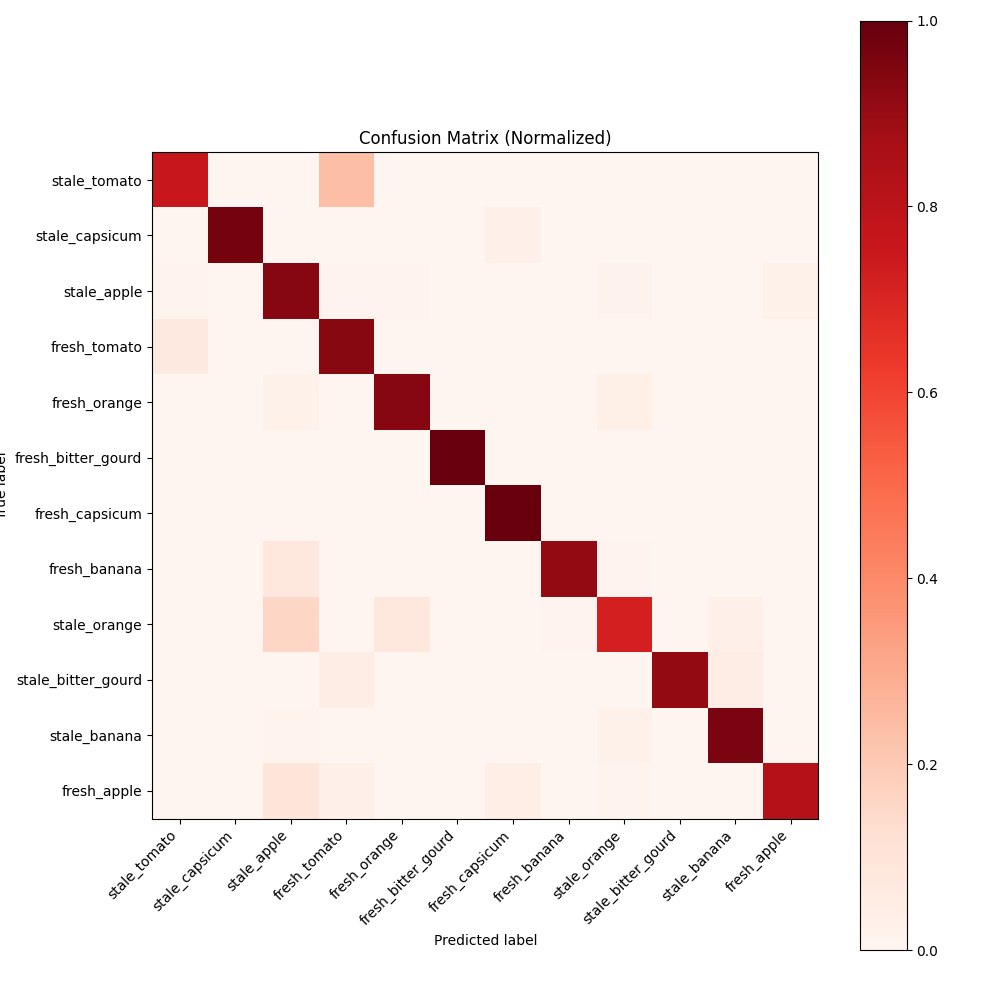 Confusion Matrix (Normalized)
stale_tomato
stale_capsicum
stale_apple
fresh_tomato
fresh_orange
fresh_bitter_gourd
fresh_capsicum
fresh_banana
stale_orange
stale_bitter_gourd
stale_banana
fresh_apple
True label
stale_tomato
stale_capsicum
stale_apple
fresh_tomato
fresh_orange
fresh_bitter_gourd
fresh_capsicum
fresh_banana
stale_orange
stale_bitter_gourd
stale_banana
fresh_apple
Predicted label
1.0
0.8
0.6
0.4
0.2
0.0